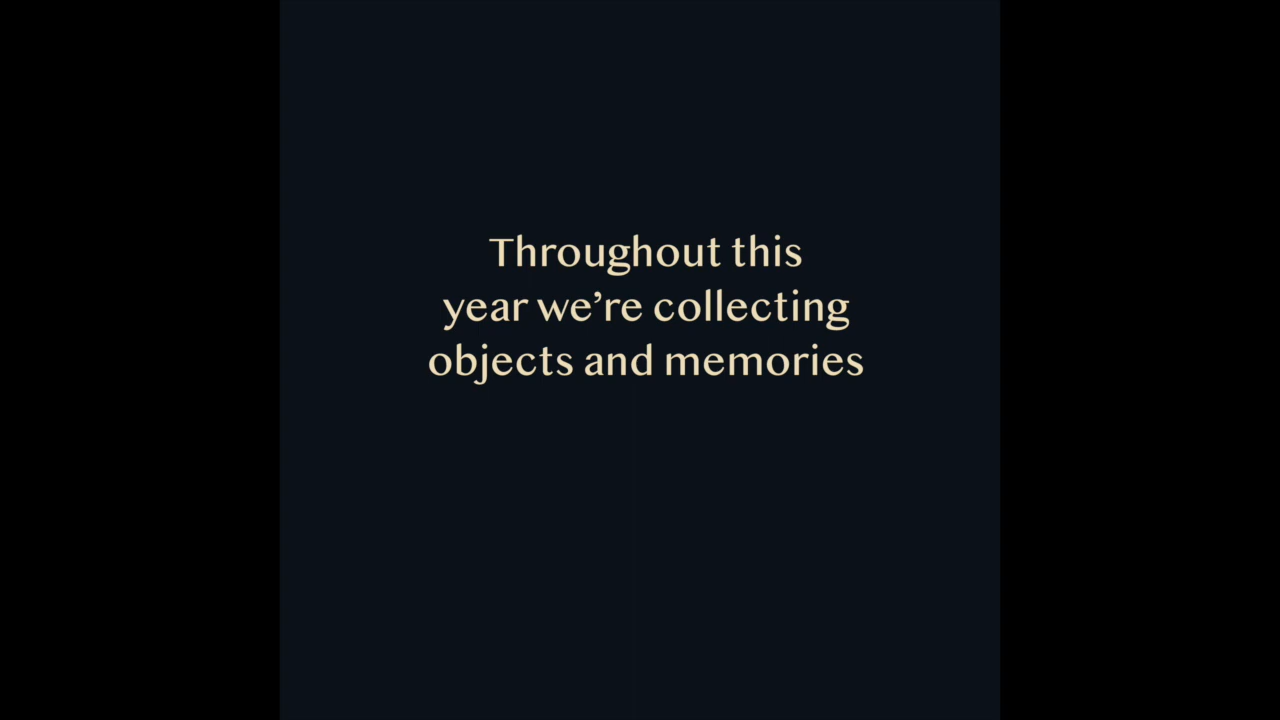 Throughout this
year we’re collecting
objects and memories